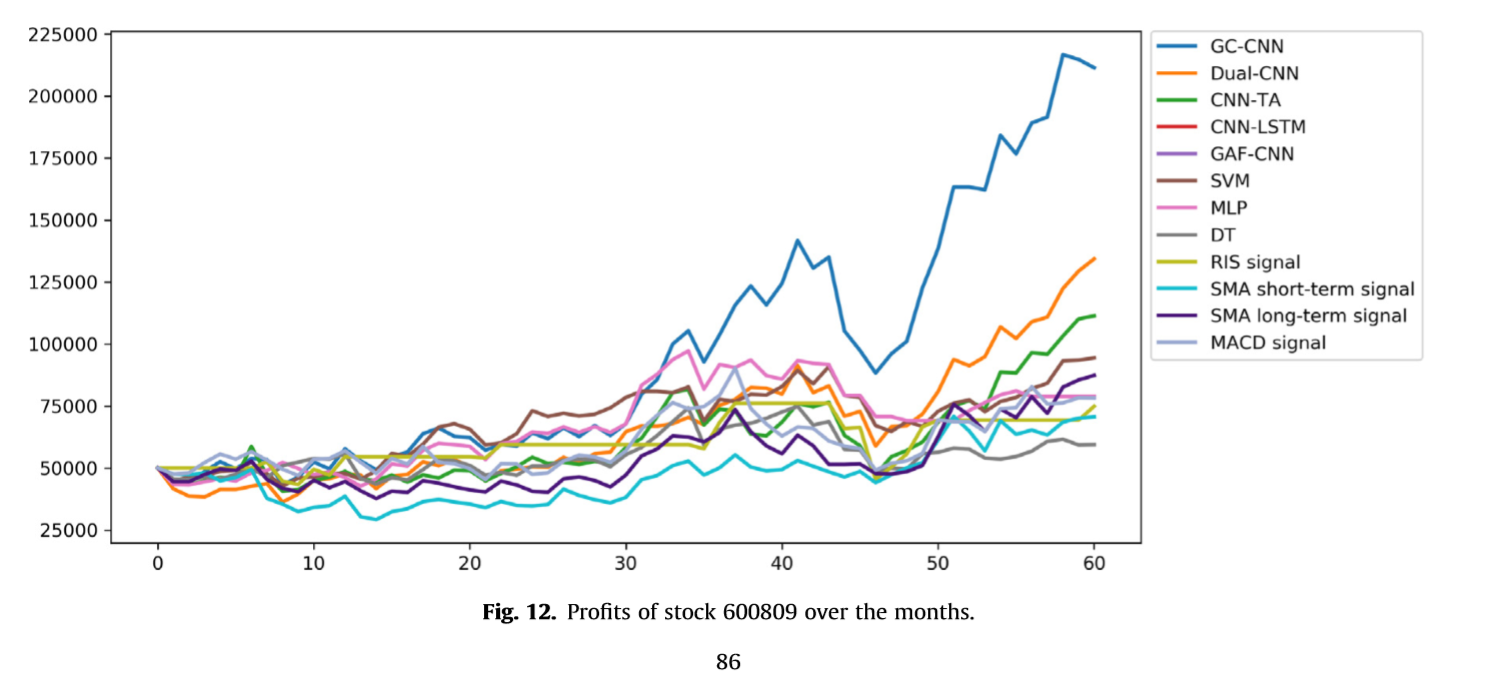 225000
200000
175000
150000
125000
100000
75000
50000
25000
0 10 20 30 40 50 60
GC-CNN
Dual-CNN
CNN-TA
CNN-LSTM
GAF-CNN
SVM
MLP
DT
RIS signal
SMA short-term signal
SMA long-term signal
MACD signal
Fig. 12. Profits of stock 600809 over the months.
86